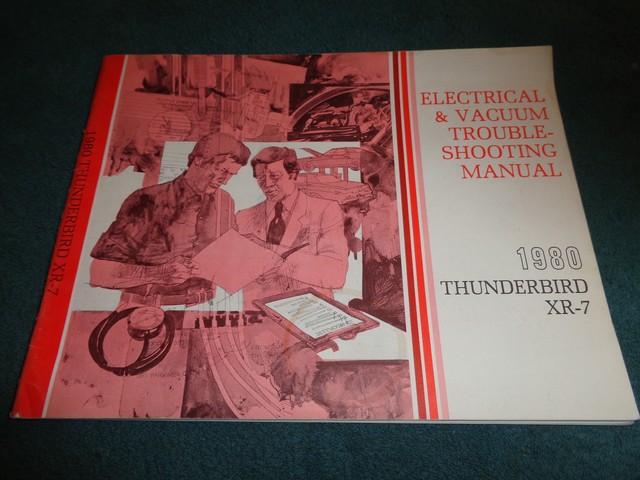 1980 THUNDERBIRD XR-7
ELECTRICAL
& VACUUM
TROUBLE-
SHOOTING
MANUAL
1980
THUNDERBIRD
XR-7